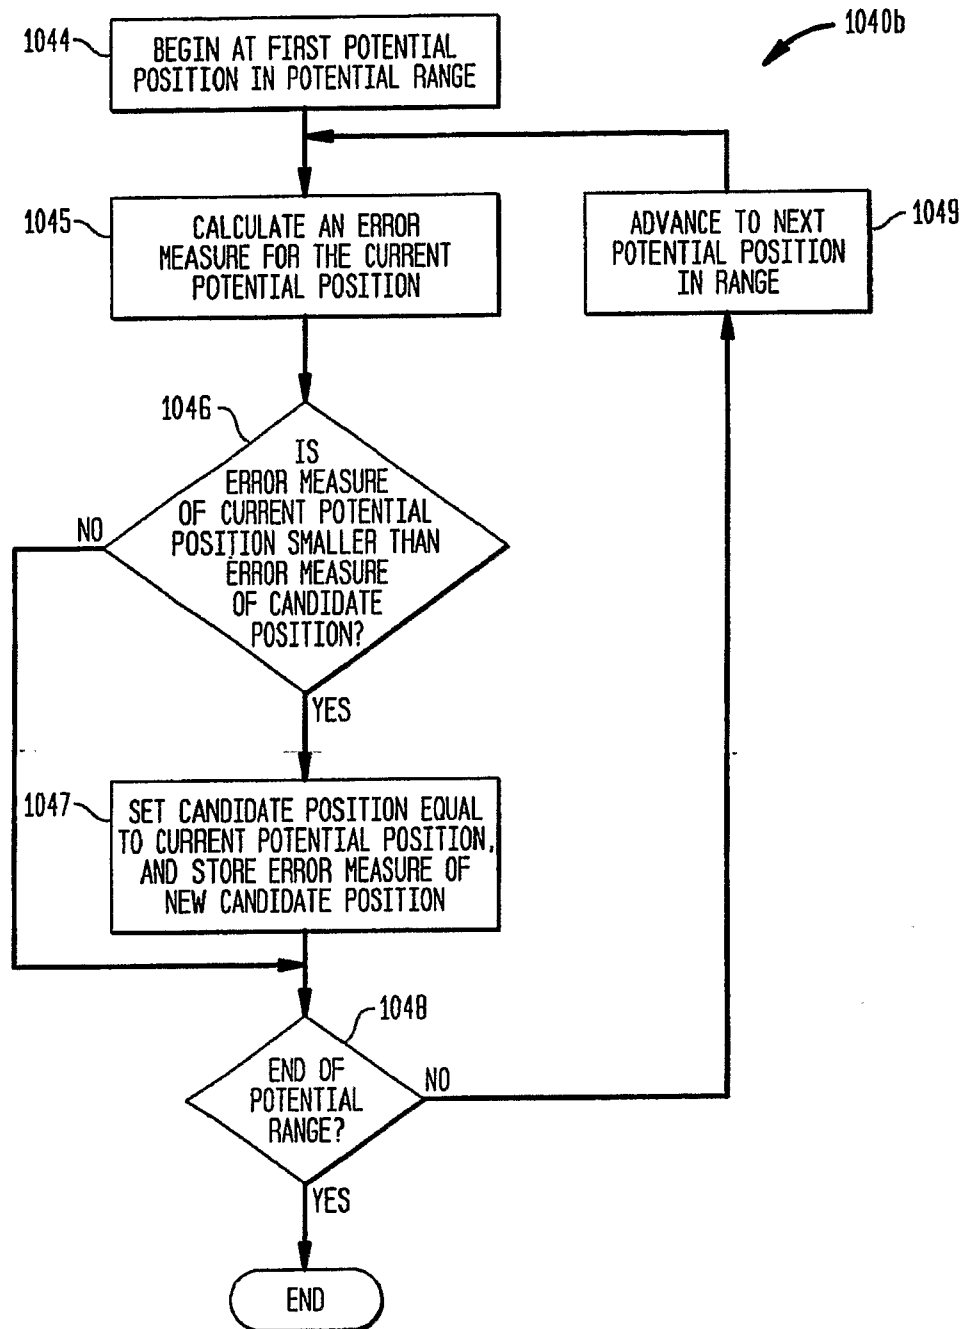 1040b
1044
BEGIN AT FIRST POTENTIAL
POSITION IN POTENTIAL RANGE
1045
CALCULATE AN ERROR
MEASURE FOR THE CURRENT
POTENTIAL POSITION
1049
ADVANCE TO NEXT
POTENTIAL POSITION
IN RANGE
1046
IS
ERROR MEASURE
OF CURRENT POTENTIAL
POSITION SMALLER THAN
ERROR MEASURE
OF CANDIDATE
POSITION?
NO
YES
1047
SET CANDIDATE POSITION EQUAL
TO CURRENT POTENTIAL POSITION,
AND STORE ERROR MEASURE OF
NEW CANDIDATE POSITION
1048
END OF
POTENTIAL
RANGE?
NO
YES
END